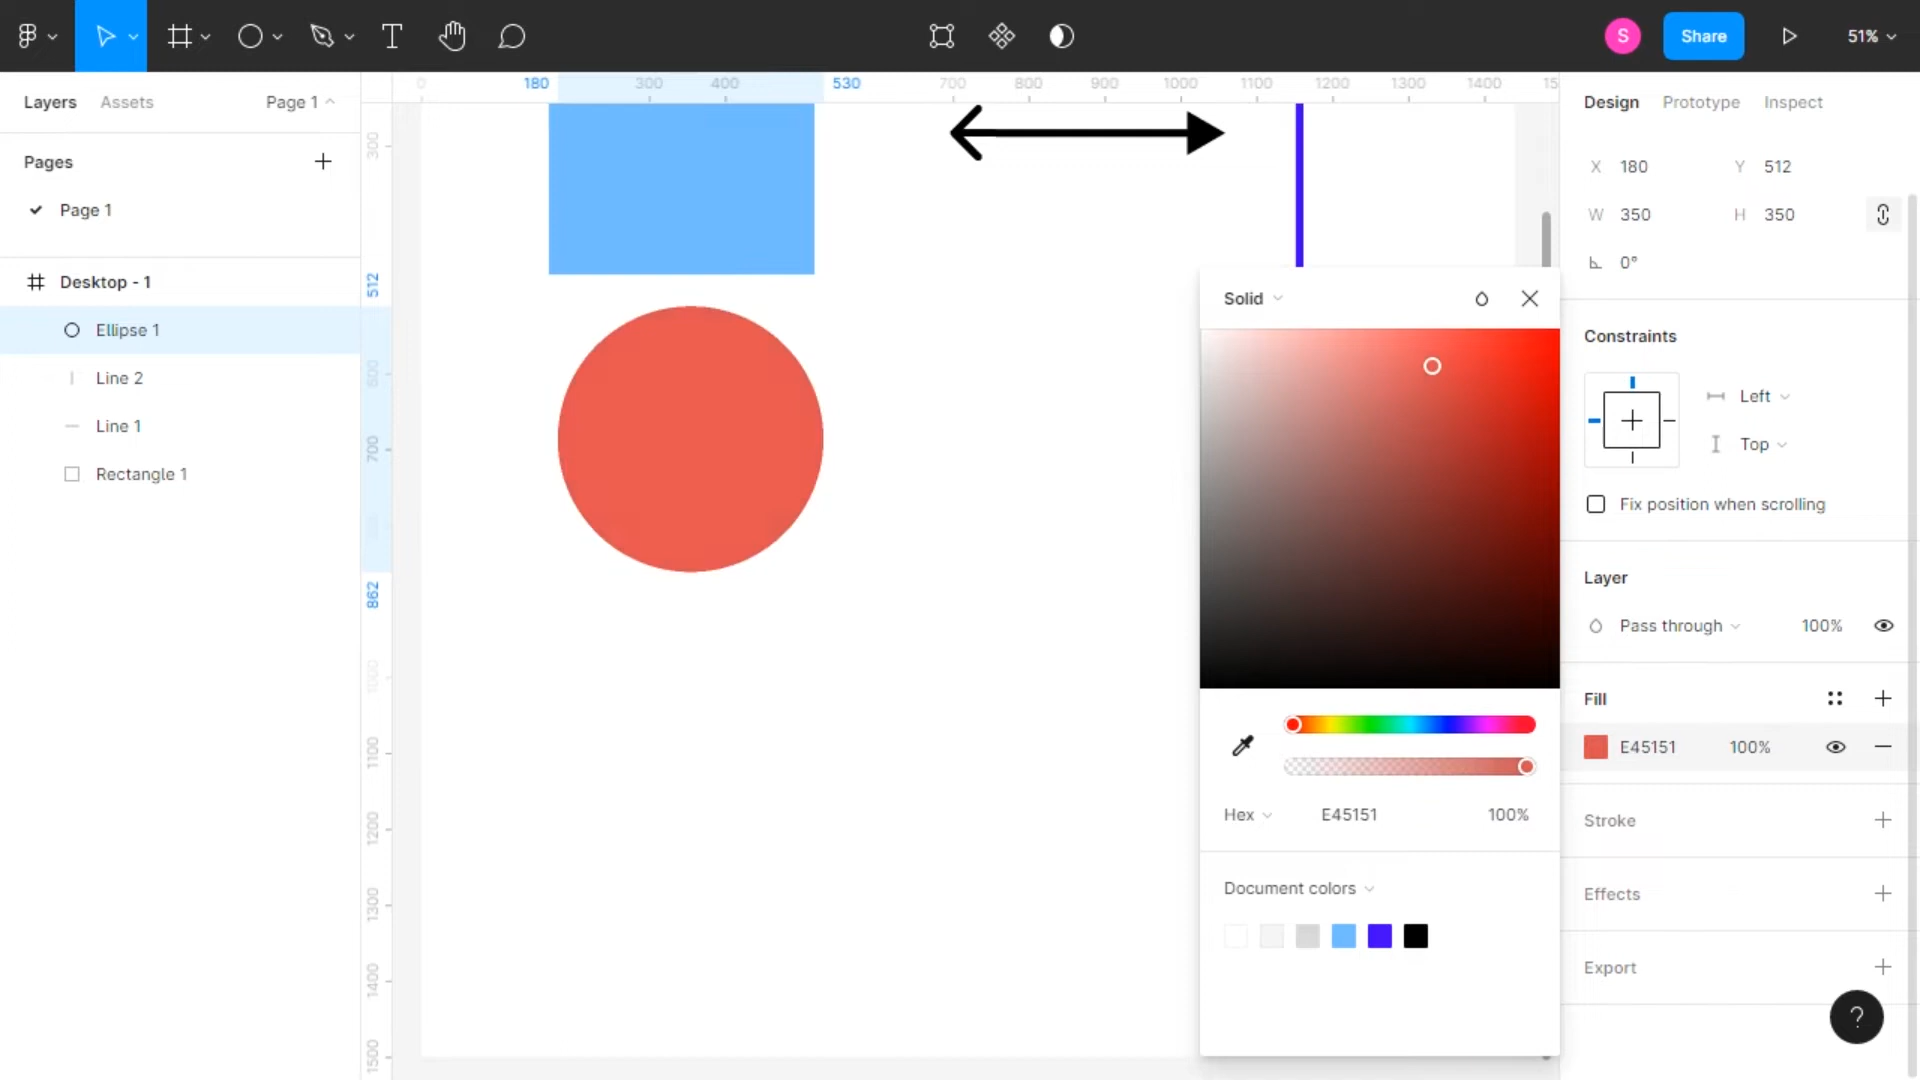 S
Share
51%
Layers
Assets
Page 1
Pages
Page 1
Desktop - 1
Ellipse 1
Line 2
Line 1
Rectangle 1
0
180
300
400
530
700
800
900
1000
1100
1200
1300
1400
15
300
512
600
700
862
1000
1100
1200
1300
1400
1500
Solid
Hex
E45151
100%
Document colors
Design
Prototype
Inspect
X 180
Y 512
W 350
H 350
0°
Constraints
Left
Top
Fix position when scrolling
Layer
Pass through
100%
Fill
E45151
100%
Stroke
Effects
Export
?